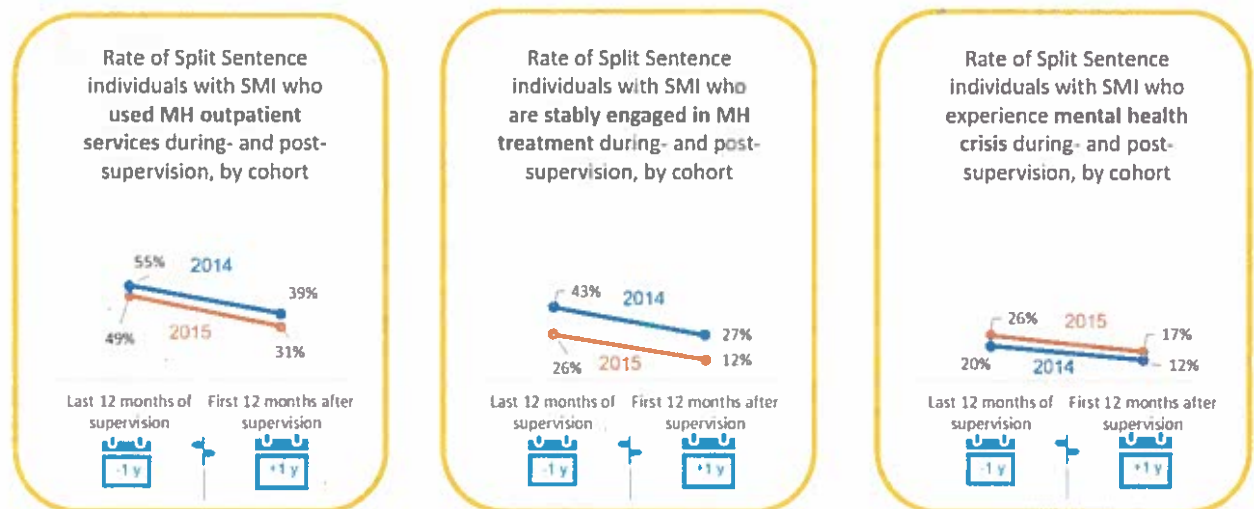 Rate of Split Sentence
individuals with SMI who
used MH outpatient
services during- and post-
supervision, by cohort
55%
2014
39%
49%
2015
31%
Last 12 months of
supervision
First 12 months after
supervision
-1 y
+1 y
Rate of Split Sentence
individuals with SMI who
are stably engaged in MH
treatment during- and post-
supervision, by cohort
43%
2014
27%
26%
2015
12%
Last 12 months of
supervision
First 12 months after
supervision
-1 y
+1 y
Rate of Split Sentence
individuals with SMI who
experience mental health
crisis during- and post-
supervision, by cohort
26%
2015
17%
20%
2014
12%
Last 12 months of
supervision
First 12 months after
supervision
-1 y
+1 y